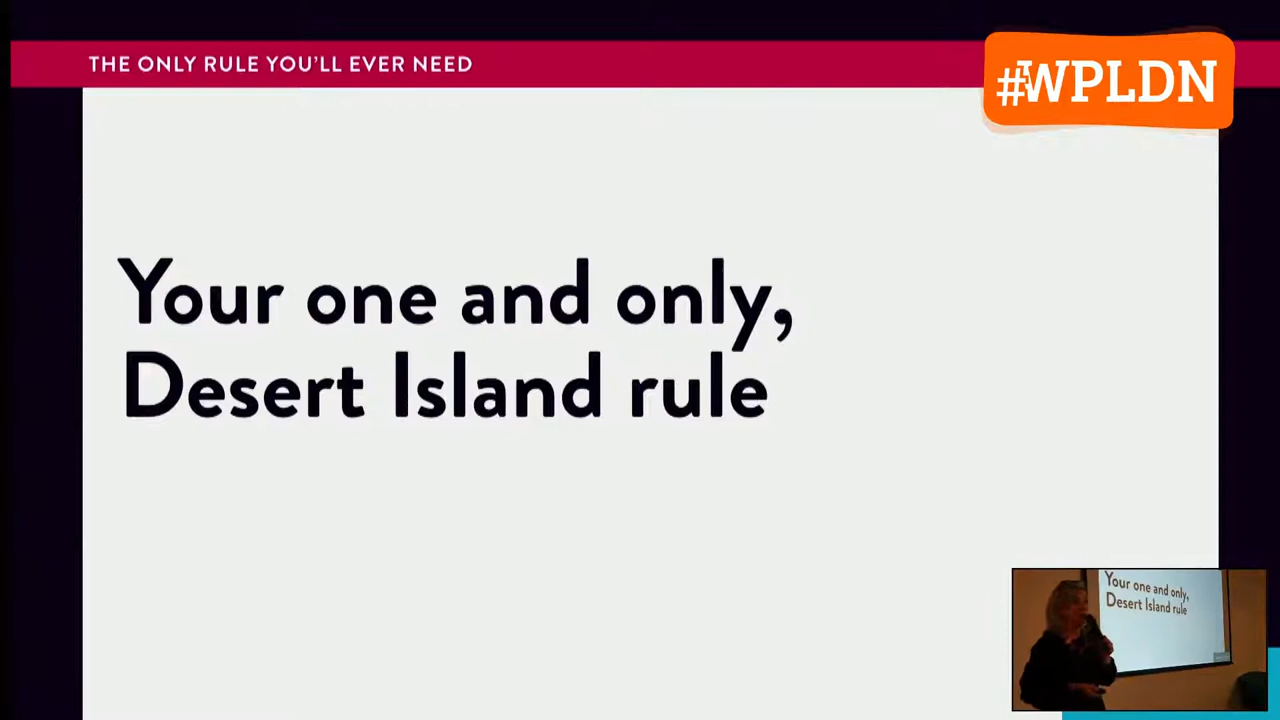 THE ONLY RULE YOU'LL EVER NEED
#WPLDN
Your one and only,
Desert Island rule
Your one and only,
Desert Island rule